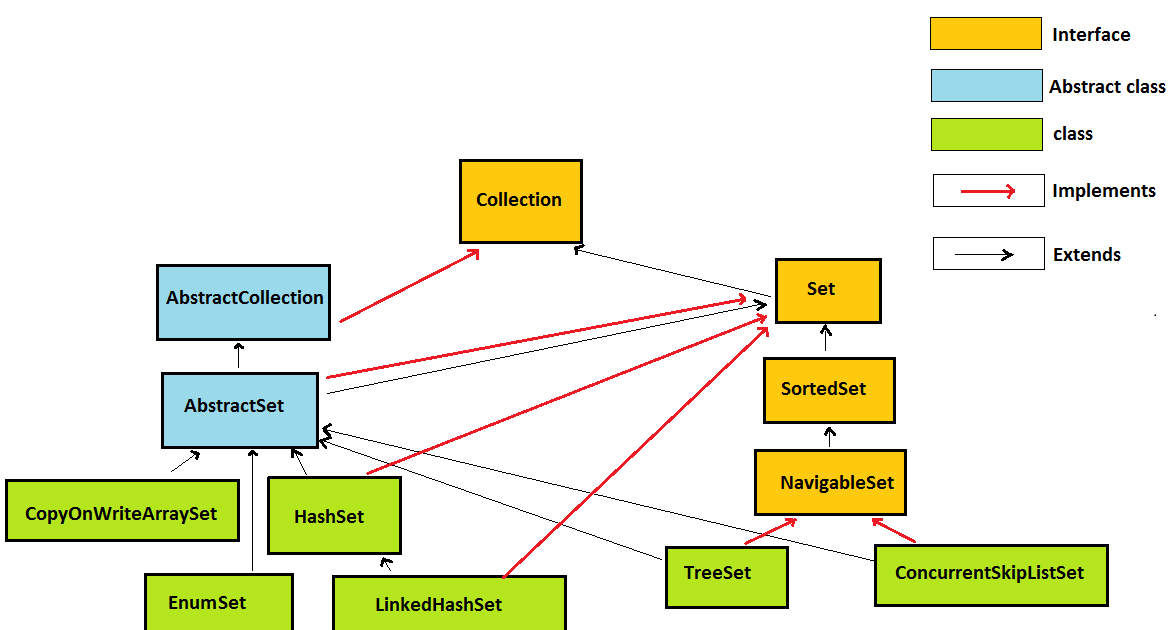 Interface
Abstract class
class
Implements
Extends
Collection
AbstractCollection
Set
AbstractSet
SortedSet
NavigableSet
CopyOnWriteArraySet
HashSet
TreeSet
ConcurrentSkipListSet
EnumSet
LinkedHashSet